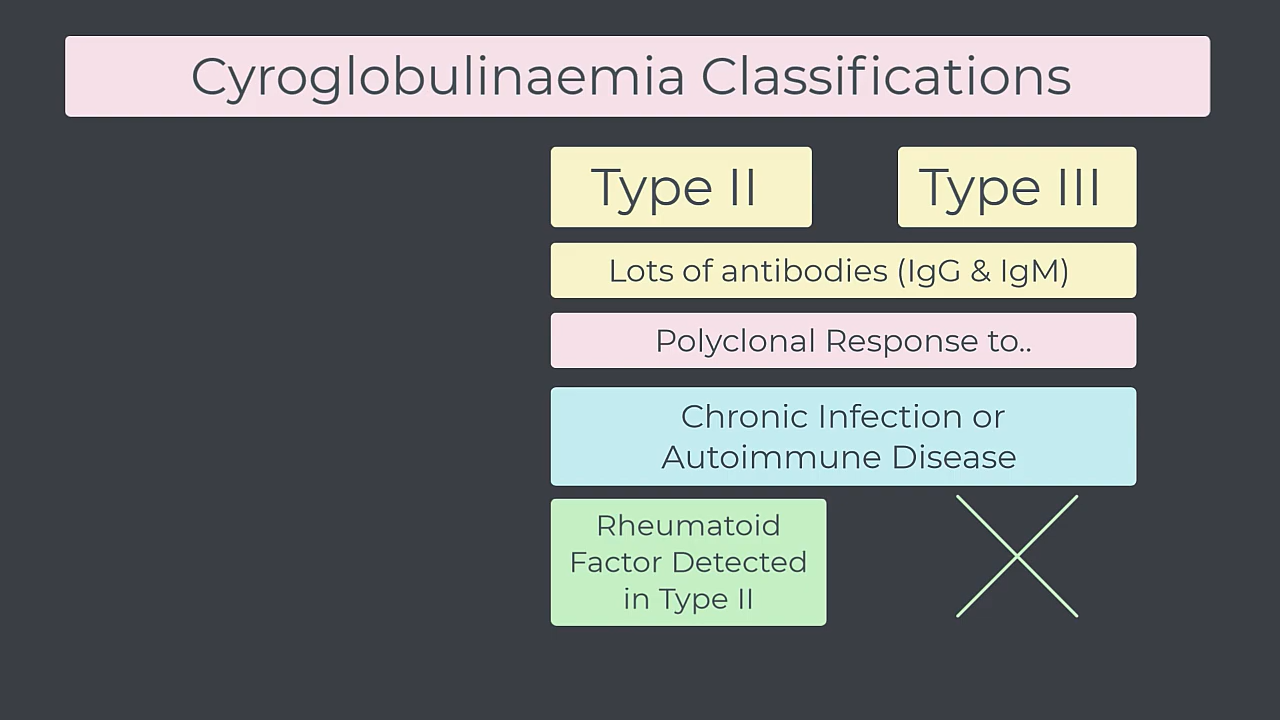 Cyroglobulinaemia Classifications
Type II
Type III
Lots of antibodies (IgG & IgM)
Polyclonal Response to..
Chronic Infection or
Autoimmune Disease
Rheumatoid
Factor Detected
in Type II